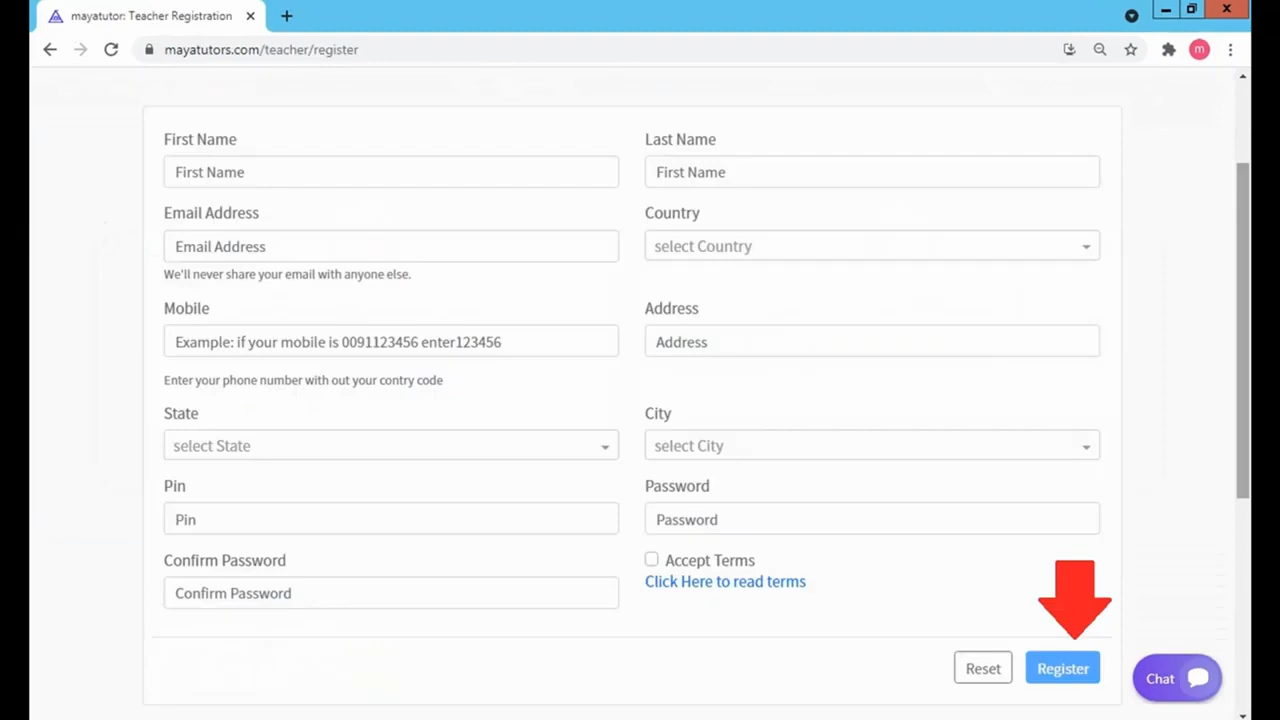 mayatutor: Teacher Registration
mayatutors.com/teacher/register
m
First Name
Last Name
First Name
First Name
Email Address
Country
Email Address
select Country
We'll never share your email with anyone else.
Mobile
Address
Example: if your mobile is 0091123456 enter123456
Address
Enter your phone number with out your contry code
State
City
select State
select City
Pin
Password
Pin
Password
Confirm Password
Accept Terms
Click Here to read terms
Confirm Password
Reset
Register
Chat